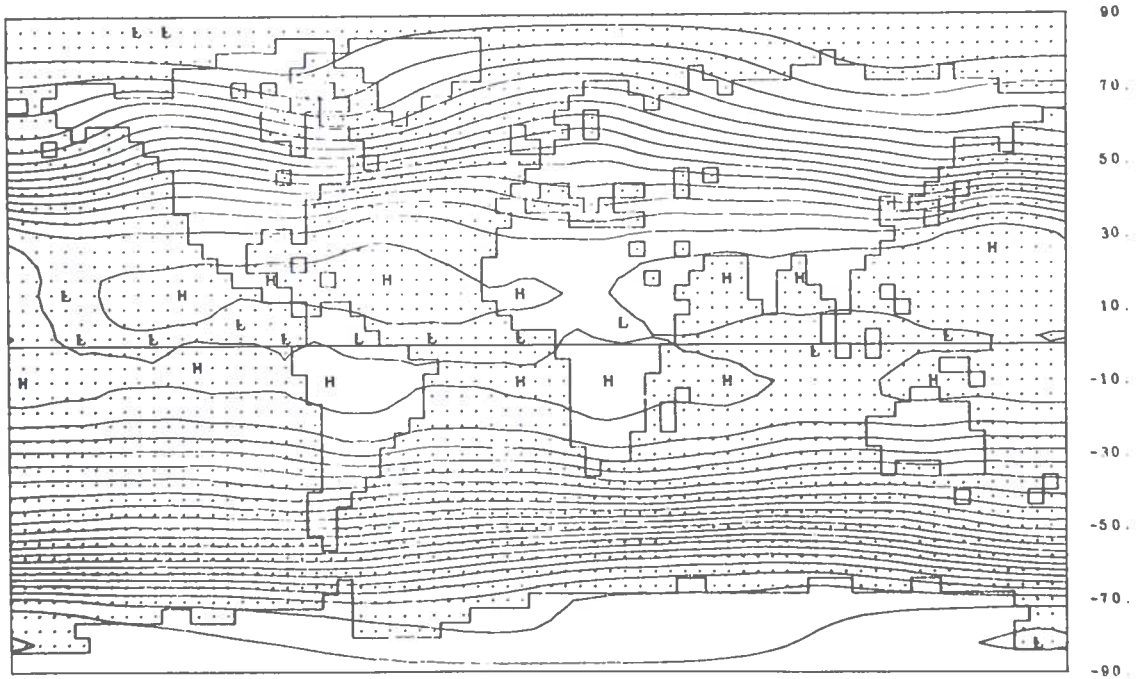 90
L L
70.
50.
30.
H
H H H H H
L H H
L L
L L L L L L L
L
H H H H H H H
-10.
10.
-30.
-50.
-70.
L
-90